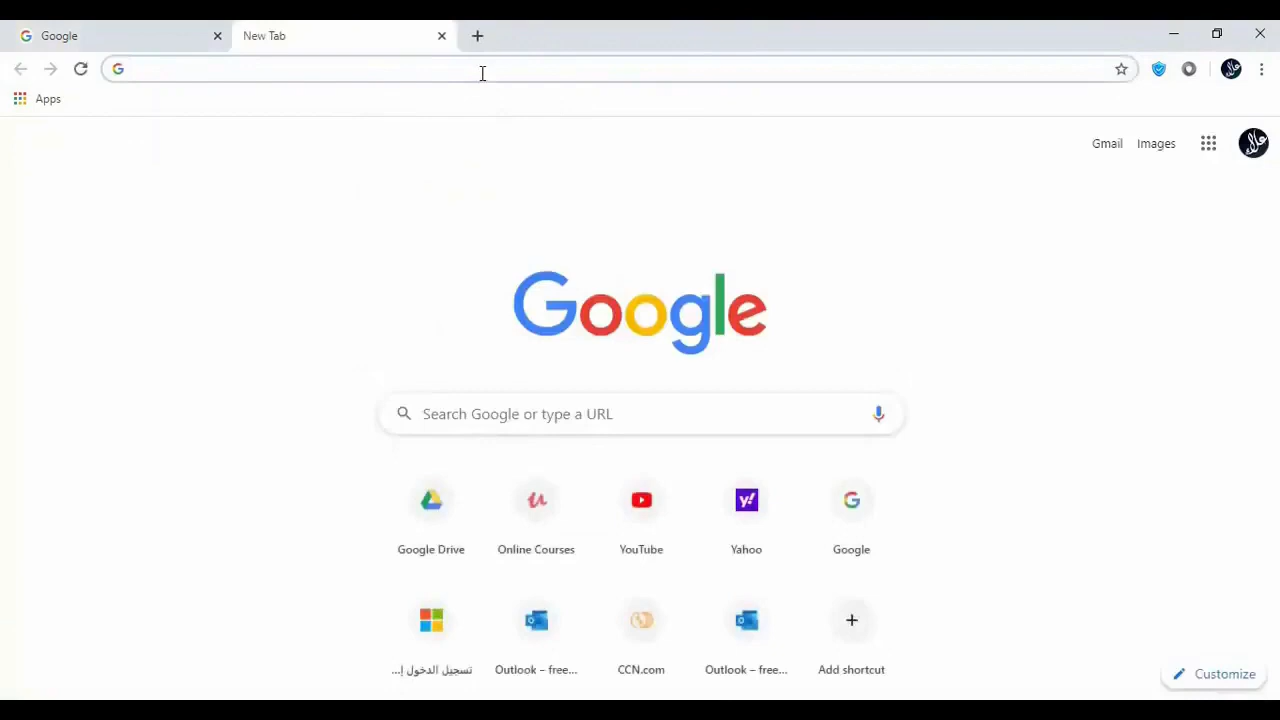 Google
New Tab
Apps
Gmail
Images
Google
Search Google or type a URL
Google Drive
Online Courses
YouTube
Yahoo
Google
تسجيل الدخول إ...
Outlook – free...
CCN.com
Outlook – free...
Add shortcut
Customize